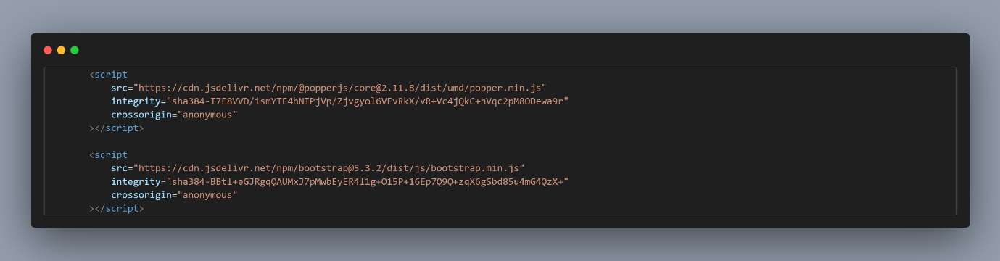 <script
src="https://cdn.jsdelivr.net/npm/@popperjs/core@2.11.8/dist/umd/popper.min.js"
integrity="sha384-I7E8VVD/ismYTF4hNIPjVp/Zjvgyol6VFvRkX/vR+Vc4jQkC+hVqc2pM8ODewa9r"
crossorigin="anonymous"
></script>
<script
src="https://cdn.jsdelivr.net/npm/bootstrap@5.3.2/dist/js/bootstrap.min.js"
integrity="sha384-BBtl+eGJRgqQAUMxJ7pMwbEyER4l1g+O15P+16Ep7Q9Q+zqX6gSbd85u4mG4QzX+"
crossorigin="anonymous"
></script>